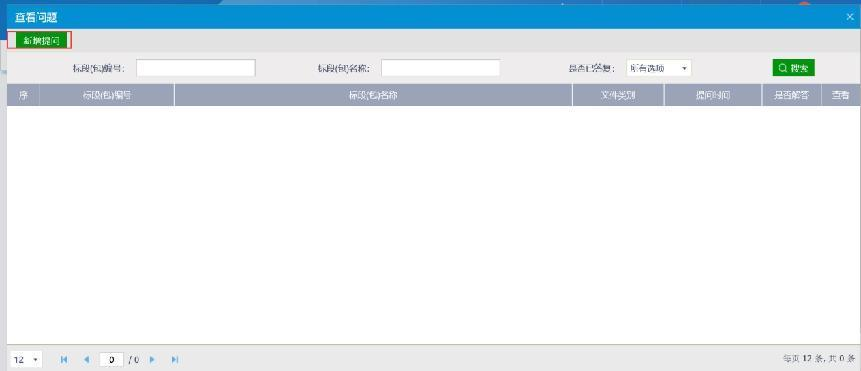 查看问题
新增提问
标段(包)编号： 标段(包)名称： 是否已答复： 所有选项 搜索
序 标段(包)编号 标段(包)名称 文件类别 提问时间 是否解答 查看
12 0 / 0 每页 12 条, 共 0 条